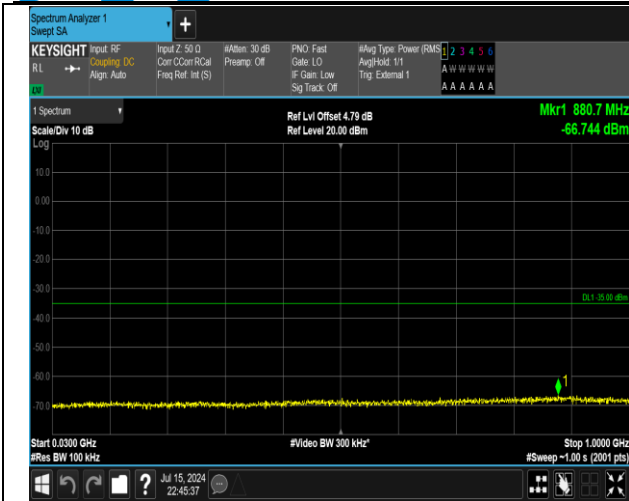 Spectrum Analyzer 1
Swept SA
+
KEYSIGHT
RL
LXI
Input: RF
Coupling: DC
Align: Auto
Input Z: 50 Ω
Corr CCorr RCal
Freq Ref: Int (S)
#Atten: 30 dB
Preamp: Off
PNO: Fast
Gate: LO
IF Gain: Low
Sig Track: Off
#Avg Type: Power (RMS
Avg|Hold: 1/1
Trig: External 1
1 2 3 4 5 6
A W W W W W
A A A A A A
1 Spectrum
Scale/Div 10 dB
Log
Ref Lvl Offset 4.79 dB
Ref Level 20.00 dBm
Mkr1 880.7 MHz
-66.744 dBm
10.0
0.00
-10.0
-20.0
-30.0
DL1 -35.00 dBm
-40.0
-50.0
-60.0
1
-70.0
Start 0.0300 GHz
#Res BW 100 kHz
#Video BW 300 kHz*
Stop 1.0000 GHz
#Sweep ~1.00 s (2001 pts)
?
Jul 15, 2024
22:45:37